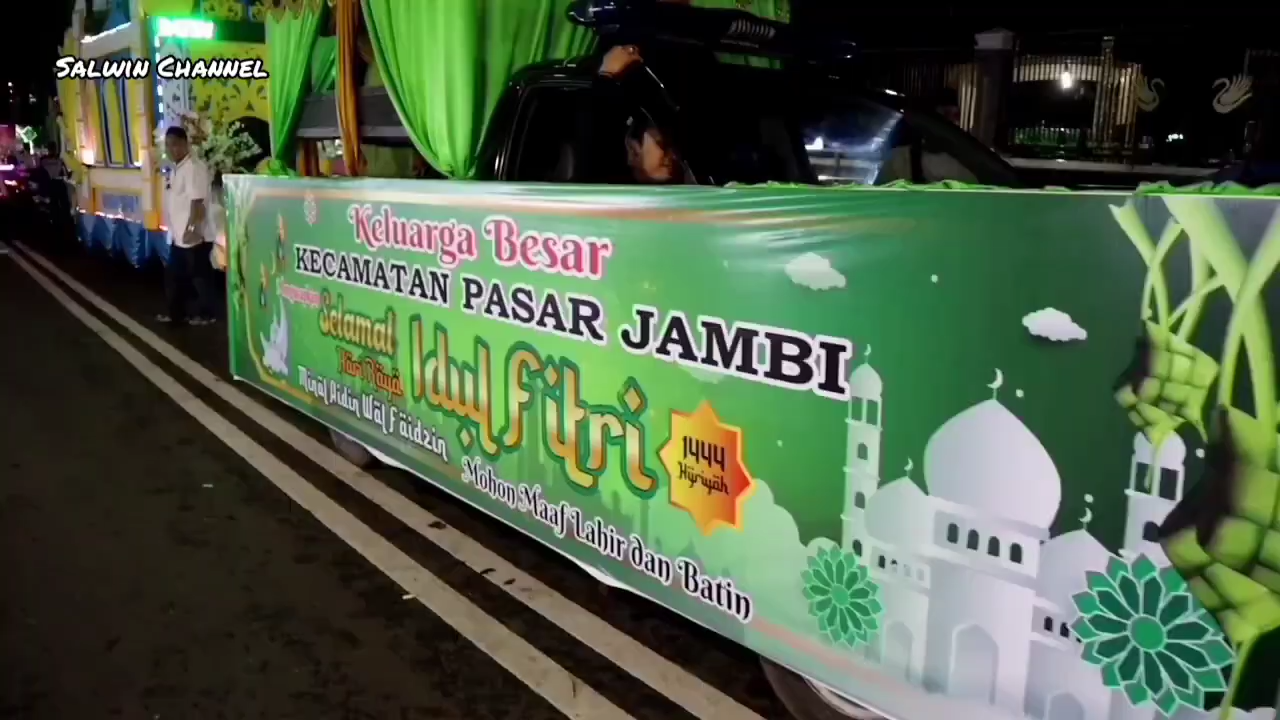 Salwin Channel
Keluarga Besar
KECAMATAN PASAR JAMBI
Mengucapkan
Selamat
Hari Raya
Idul Fitri
1444
Hijriyah
Minal Aidin Wal Faidzin
Mohon Maaf Lahir dan Batin